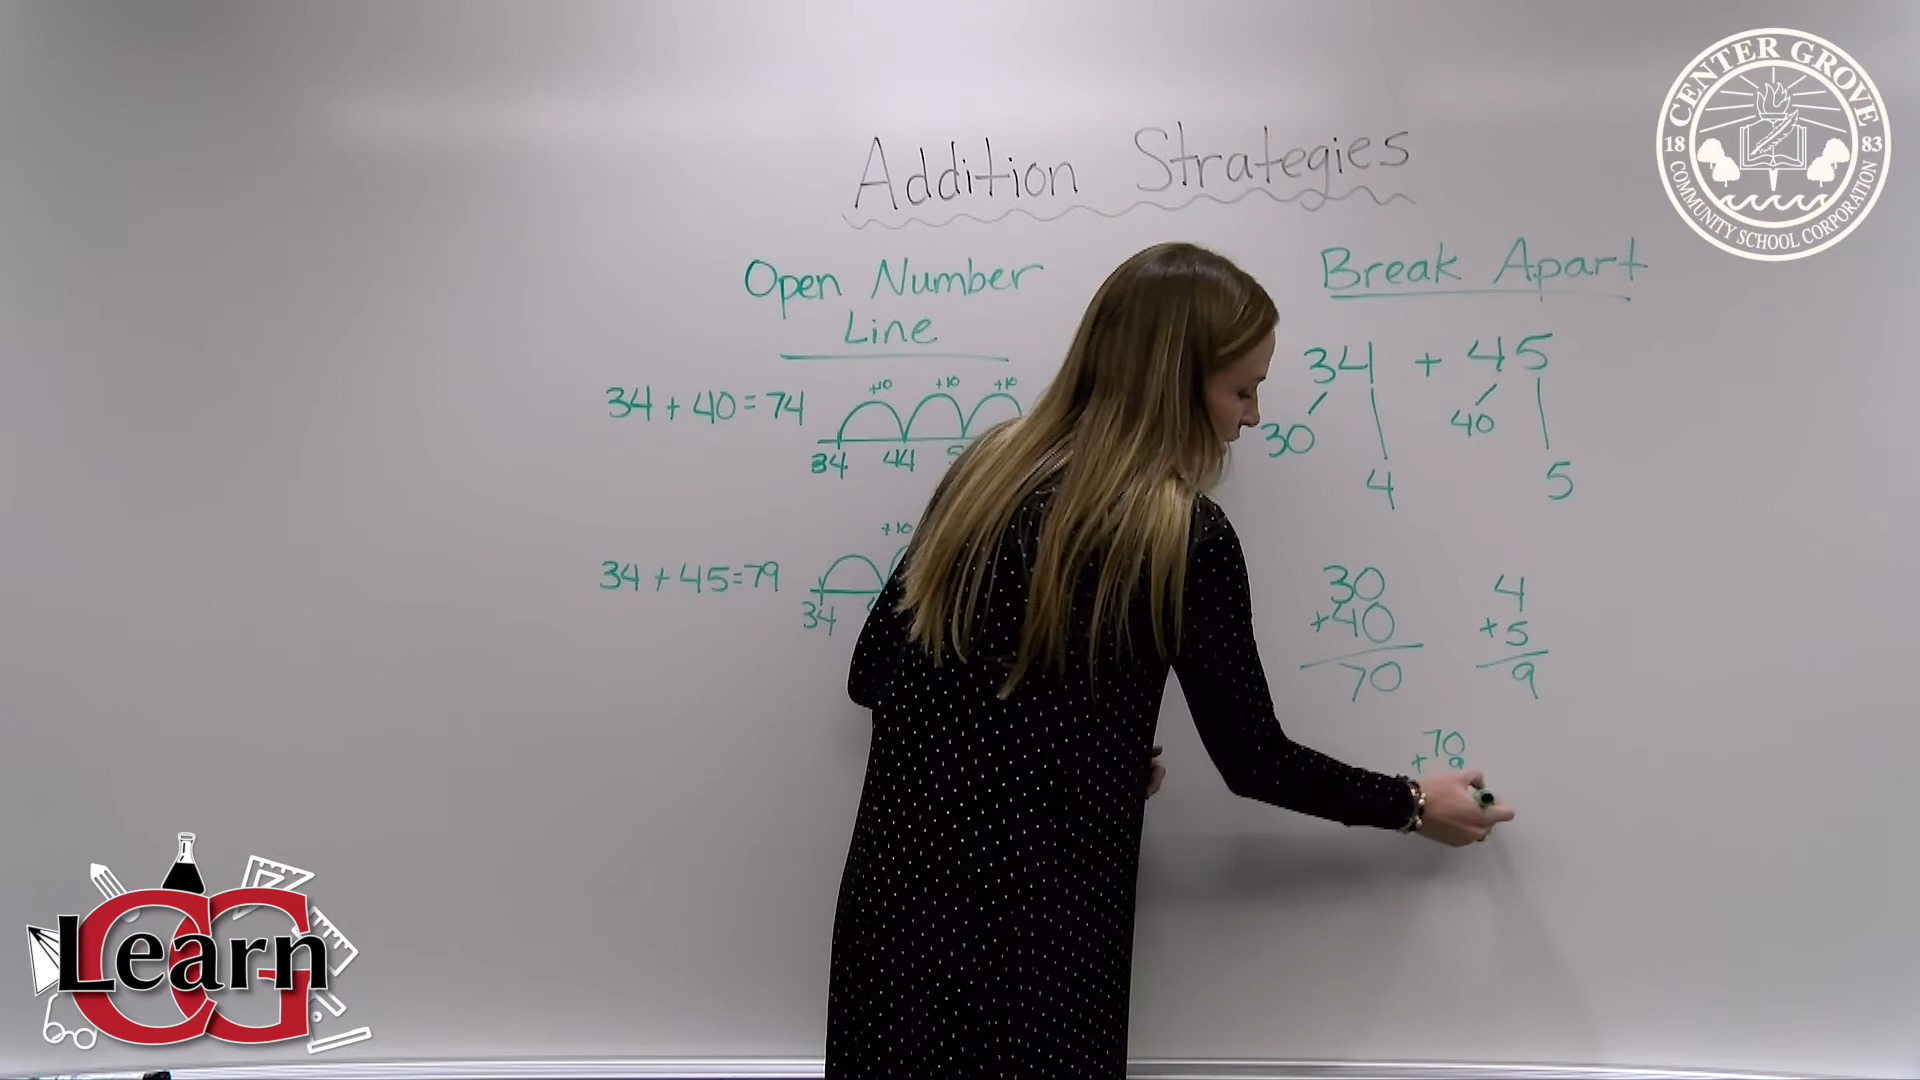 Addition Strategies
Open Number
Line
34 + 40 = 74
+10 +10 +10
34 44
34 + 45 = 79
+10
34
Break Apart
34 + 45
30 40
4 5
30
+40
70
4
+5
9
70
+ 9
CENTER GROVE
18 83
COMMUNITY SCHOOL CORPORATION
CG
Learn